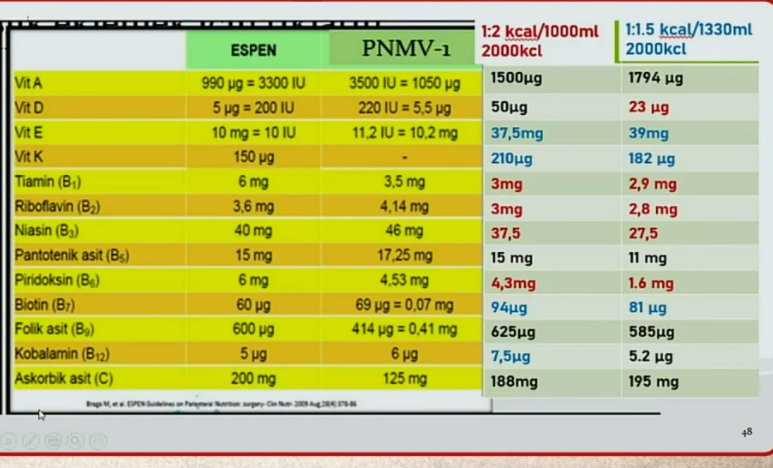 ESPEN PNMV-1 1:2 kcal/1000ml 2000kcl 1:1.5 kcal/1330ml 2000kcl
Vit A 990 µg = 3300 IU 3500 IU = 1050 µg 1500µg 1794 µg
Vit D 5 µg = 200 IU 220 IU = 5,5 µg 50µg 23 µg
Vit E 10 mg = 10 IU 11,2 IU = 10,2 mg 37,5mg 39mg
Vit K 150 µg - 210µg 182 µg
Tiamin (B₁) 6 mg 3,5 mg 3mg 2,9 mg
Riboflavin (B₂) 3,6 mg 4,14 mg 3mg 2,8 mg
Niasin (B₃) 40 mg 46 mg 37,5 27,5
Pantotenik asit (B₅) 15 mg 17,25 mg 15 mg 11 mg
Piridoksin (B₆) 6 mg 4,53 mg 4,3mg 1.6 mg
Biotin (B₇) 60 µg 69 µg = 0,07 mg 94µg 81 µg
Folik asit (B₉) 600 µg 414 µg = 0,41 mg 625µg 585µg
Kobalamin (B₁₂) 5 µg 6 µg 7,5µg 5.2 µg
Askorbik asit (C) 200 mg 125 mg 188mg 195 mg
Braga M, et al. ESPEN Guidelines on Parenteral Nutrition: surgery. Clin Nutr 2009 Aug;28(4):378-86
48